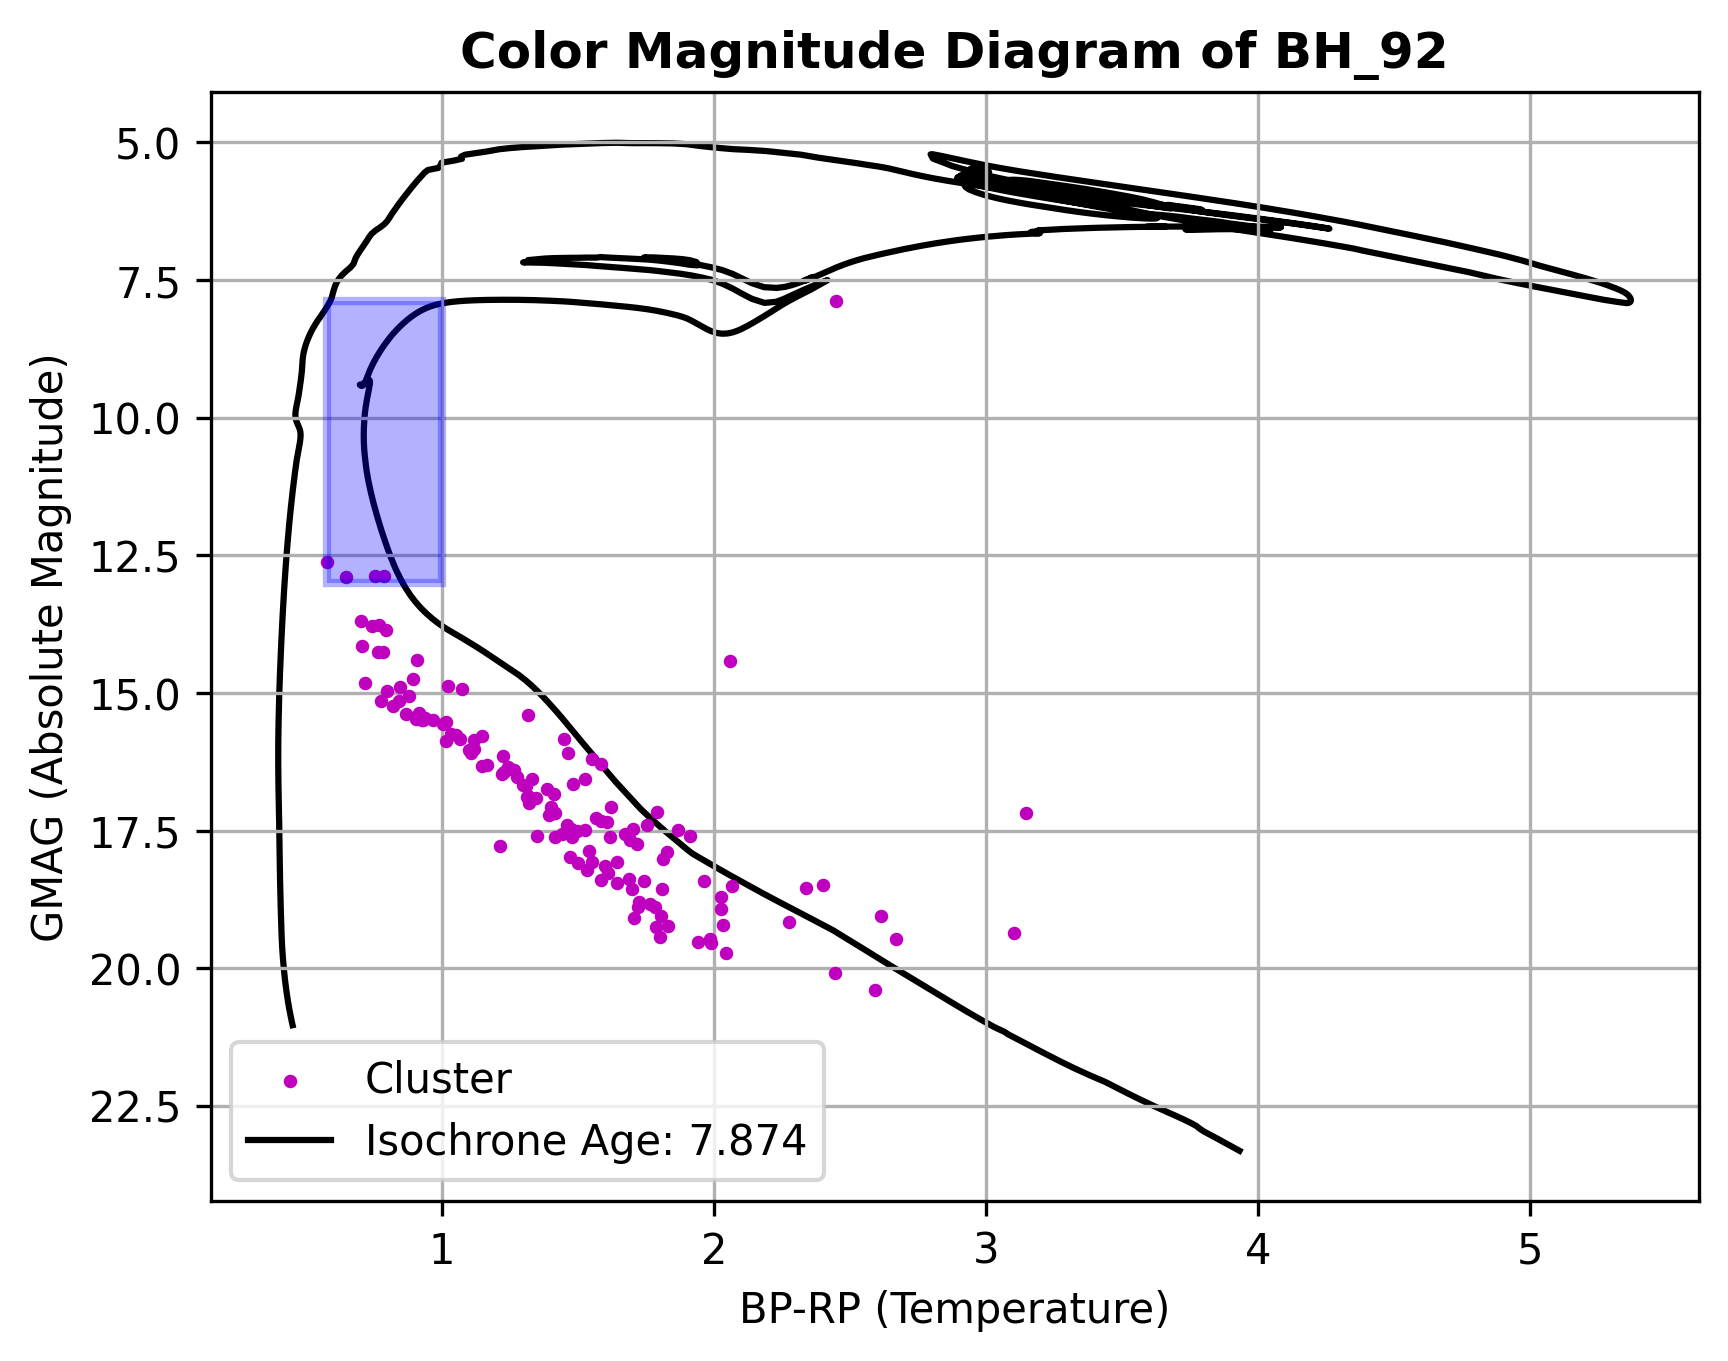 Color Magnitude Diagram of BH_92
GMAG (Absolute Magnitude)
5.0
7.5
10.0
12.5
15.0
17.5
20.0
22.5
Cluster
Isochrone Age: 7.874
1 2 3 4 5
BP-RP (Temperature)